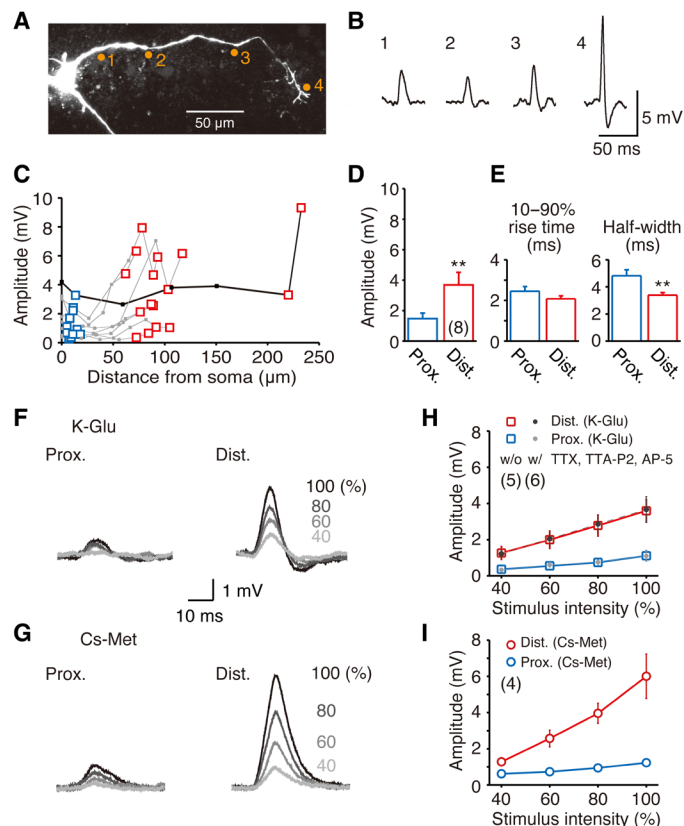 A
1
2
3
4
50 µm
B
1
2
3
4
5 mV
50 ms
C
Amplitude (mV)
10
8
6
4
2
0
0
50
100
150
200
250
Distance from soma (µm)
D
Amplitude (mV)
10
8
6
4
2
0
**
(8)
Prox.
Dist.
E
10–90%
rise time
(ms)
4
2
0
Prox.
Dist.
Half-width
(ms)
6
4
2
0
**
Prox.
Dist.
F
K-Glu
Prox.
Dist.
100 (%)
80
60
40
1 mV
10 ms
G
Cs-Met
Prox.
Dist.
100 (%)
80
60
40
H
Dist. (K-Glu)
Prox. (K-Glu)
w/o w/ TTX, TTA-P2, AP-5
(5) (6)
Amplitude (mV)
8
6
4
2
0
40
60
80
100
Stimulus intensity (%)
I
Dist. (Cs-Met)
Prox. (Cs-Met)
(4)
Amplitude (mV)
8
6
4
2
0
40
60
80
100
Stimulus intensity (%)